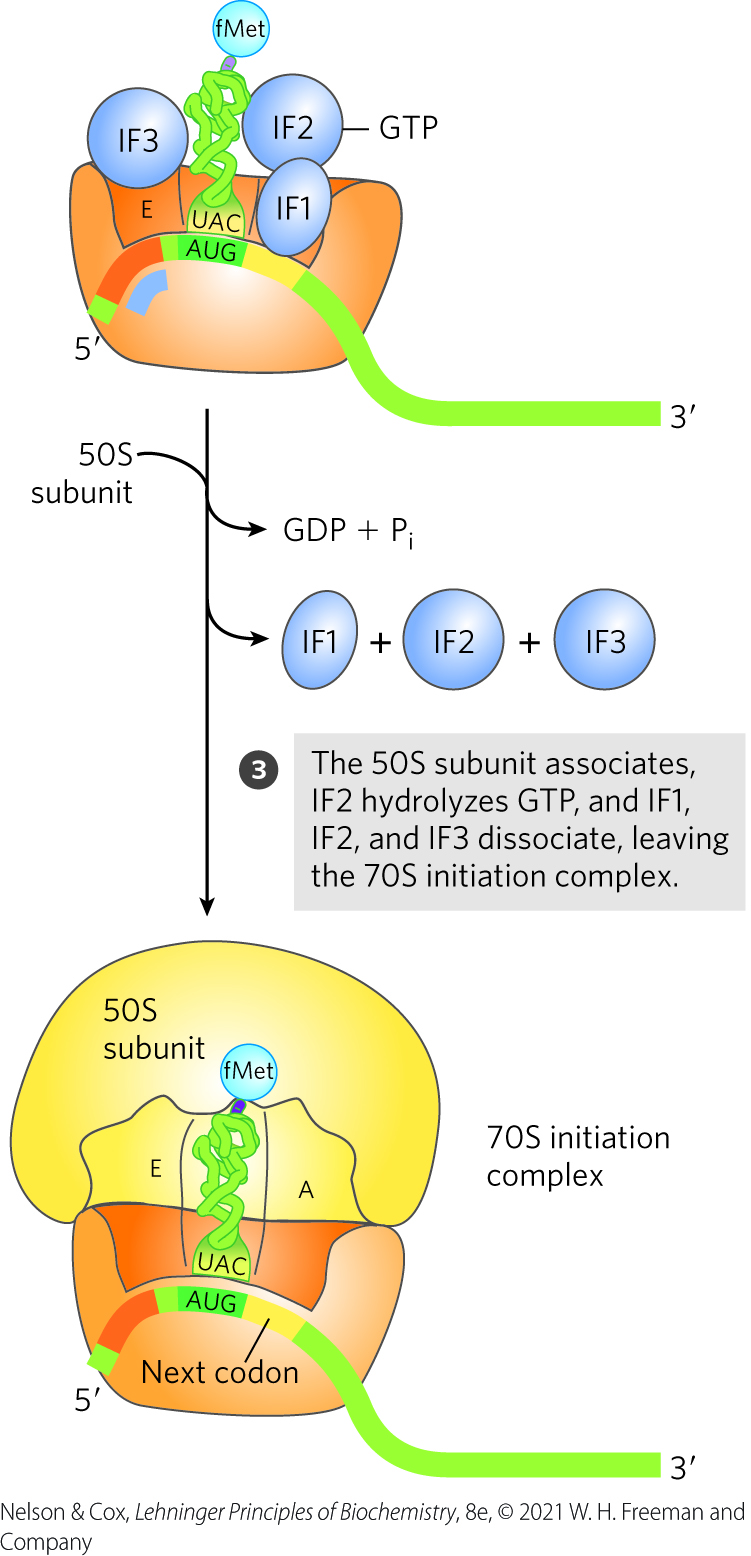 fMet
IF3
IF2
GTP
E
UAC
IF1
AUG
5′
3′
50S
subunit
GDP + Pi
IF1 + IF2 + IF3
3
The 50S subunit associates,
IF2 hydrolyzes GTP, and IF1,
IF2, and IF3 dissociate, leaving
the 70S initiation complex.
50S
subunit
fMet
70S initiation
complex
E
A
UAC
AUG
Next codon
5′
3′
Nelson & Cox, Lehninger Principles of Biochemistry, 8e, © 2021 W. H. Freeman and
Company